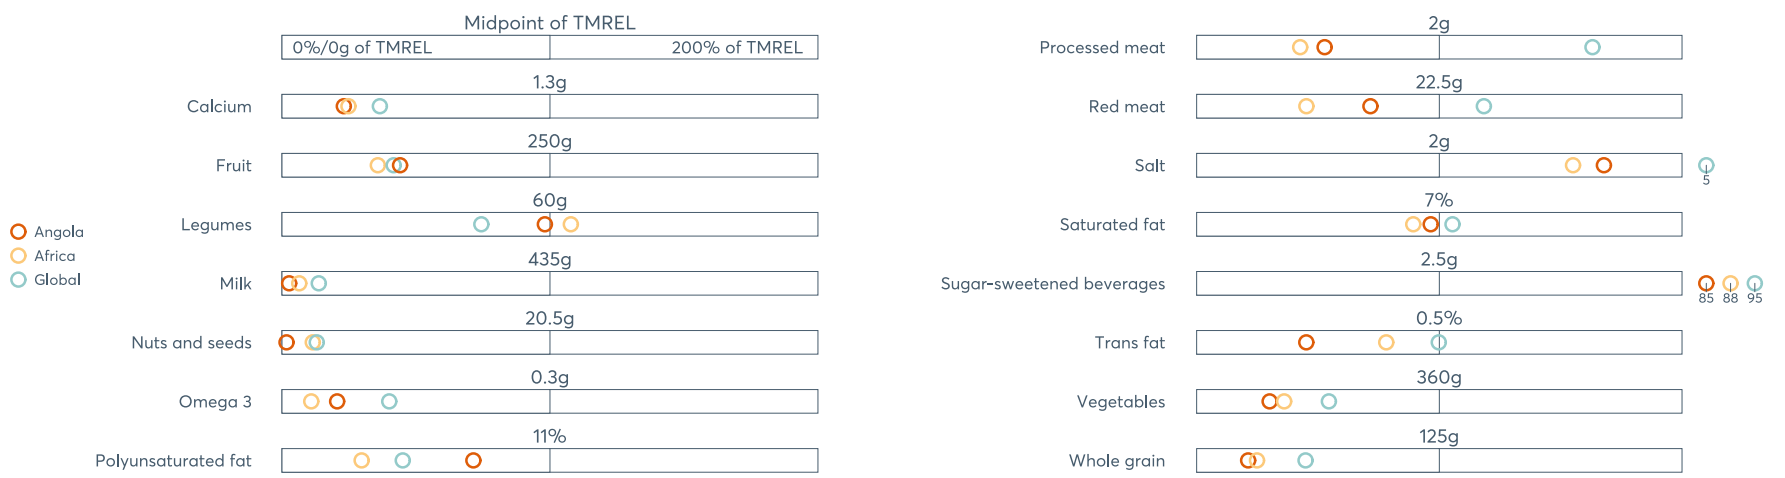 Midpoint of TMREL
0%/0g of TMREL 200% of TMREL
1.3g
Calcium
250g
Fruit
60g
Legumes
435g
Milk
20.5g
Nuts and seeds
0.3g
Omega 3
11%
Polyunsaturated fat
Angola
Africa
Global
2g
Processed meat
22.5g
Red meat
2g
Salt
5
7%
Saturated fat
2.5g
Sugar-sweetened beverages
85 88 95
0.5%
Trans fat
360g
Vegetables
125g
Whole grain